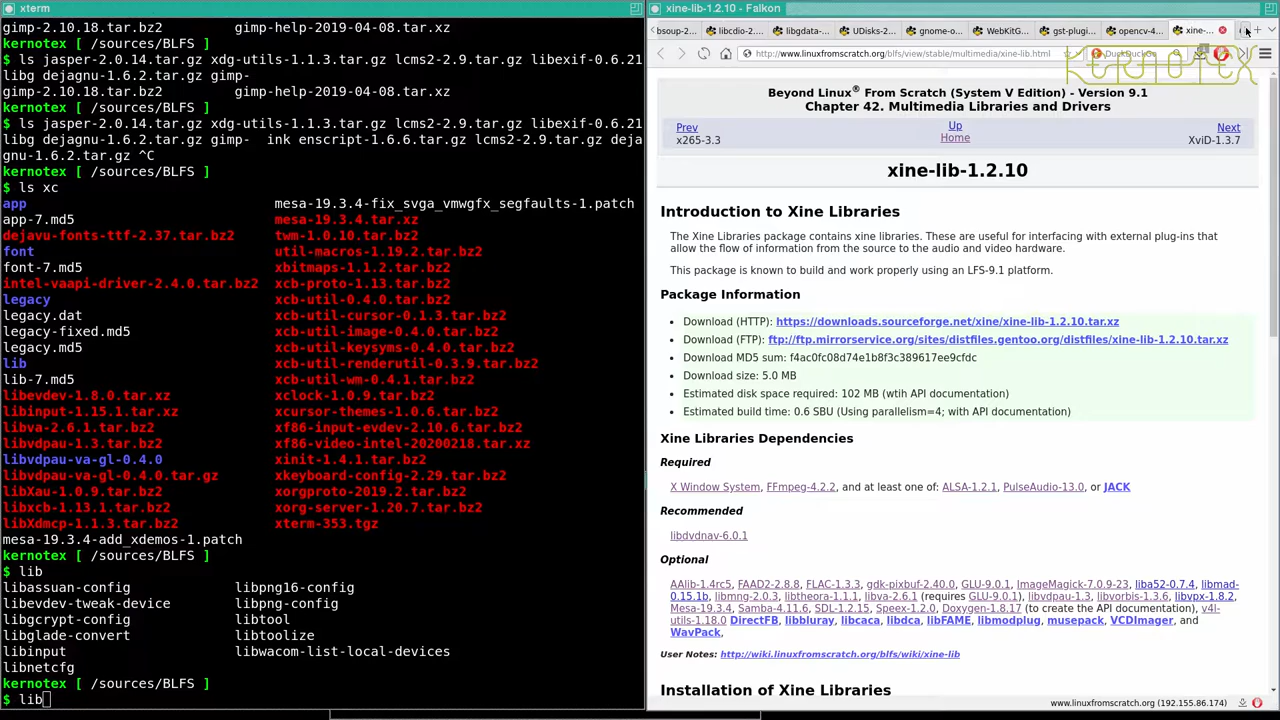 xterm
gimp-2.10.18.tar.bz2 gimp-help-2019-04-08.tar.xz
kernotex [ /sources/BLFS ]
$ ls jasper-2.0.14.tar.gz xdg-utils-1.1.3.tar.gz lcms2-2.9.tar.gz libexif-0.6.21
libg dejagnu-1.6.2.tar.gz gimp-
gimp-2.10.18.tar.bz2 gimp-help-2019-04-08.tar.xz
kernotex [ /sources/BLFS ]
$ ls jasper-2.0.14.tar.gz xdg-utils-1.1.3.tar.gz lcms2-2.9.tar.gz libexif-0.6.21
libg dejagnu-1.6.2.tar.gz gimp- ink enscript-1.6.6.tar.gz lcms2-2.9.tar.gz deja
gnu-1.6.2.tar.gz ^C
kernotex [ /sources/BLFS ]
$ ls xc
app mesa-19.3.4-fix_svga_vmwgfx_segfaults-1.patch
app-7.md5 mesa-19.3.4.tar.xz
dejavu-fonts-ttf-2.37.tar.bz2 twm-1.0.10.tar.bz2
font util-macros-1.19.2.tar.bz2
font-7.md5 xbitmaps-1.1.2.tar.bz2
intel-vaapi-driver-2.4.0.tar.bz2 xcb-proto-1.13.tar.bz2
legacy xcb-util-0.4.0.tar.bz2
legacy.dat xcb-util-cursor-0.1.3.tar.bz2
legacy-fixed.md5 xcb-util-image-0.4.0.tar.bz2
legacy.md5 xcb-util-keysyms-0.4.0.tar.bz2
lib xcb-util-renderutil-0.3.9.tar.bz2
lib-7.md5 xcb-util-wm-0.4.1.tar.bz2
libevdev-1.8.0.tar.xz xclock-1.0.9.tar.bz2
libinput-1.15.1.tar.xz xcursor-themes-1.0.6.tar.bz2
libva-2.6.1.tar.bz2 xf86-input-evdev-2.10.6.tar.bz2
libvdpau-1.3.tar.bz2 xf86-video-intel-20200218.tar.xz
libvdpau-va-gl-0.4.0 xinit-1.4.1.tar.bz2
libvdpau-va-gl-0.4.0.tar.gz xkeyboard-config-2.29.tar.bz2
libXau-1.0.9.tar.bz2 xorgproto-2019.2.tar.bz2
libxcb-1.13.1.tar.bz2 xorg-server-1.20.7.tar.bz2
libXdmcp-1.1.3.tar.bz2 xterm-353.tgz
mesa-19.3.4-add_xdemos-1.patch
kernotex [ /sources/BLFS ]
$ lib
libassuan-config libpng16-config
libevdev-tweak-device libpng-config
libgcrypt-config libtool
libglade-convert libtoolize
libinput libwacom-list-local-devices
libnetcfg
kernotex [ /sources/BLFS ]
$ lib
xine-lib-1.2.10 - Falkon
bsoup-2... libcdio-2.... libgdata-... UDisks-2... gnome-o... WebKitG... gst-plugi... opencv-4... xine-...
http://www.linuxfromscratch.org/blfs/view/stable/multimedia/xine-lib.html DuckDuckGo
KERNOTEX
Beyond Linux® From Scratch (System V Edition) - Version 9.1
Chapter 42. Multimedia Libraries and Drivers
Prev Up Next
x265-3.3 Home XviD-1.3.7
xine-lib-1.2.10
Introduction to Xine Libraries
The Xine Libraries package contains xine libraries. These are useful for interfacing with external plug-ins that
allow the flow of information from the source to the audio and video hardware.
This package is known to build and work properly using an LFS-9.1 platform.
Package Information
• Download (HTTP): https://downloads.sourceforge.net/xine/xine-lib-1.2.10.tar.xz
• Download (FTP): ftp://ftp.mirrorservice.org/sites/distfiles.gentoo.org/distfiles/xine-lib-1.2.10.tar.xz
• Download MD5 sum: f4ac0fc08d74e1b8f3c389617ee9cfdc
• Download size: 5.0 MB
• Estimated disk space required: 102 MB (wtih API documentation)
• Estimated build time: 0.6 SBU (Using parallelism=4; with API documentation)
Xine Libraries Dependencies
Required
X Window System, FFmpeg-4.2.2, and at least one of: ALSA-1.2.1, PulseAudio-13.0, or JACK
Recommended
libdvdnav-6.0.1
Optional
AAlib-1.4rc5, FAAD2-2.8.8, FLAC-1.3.3, gdk-pixbuf-2.40.0, GLU-9.0.1, ImageMagick-7.0.9-23, liba52-0.7.4, libmad-
0.15.1b, libmng-2.0.3, libtheora-1.1.1, libva-2.6.1 (requires GLU-9.0.1), libvdpau-1.3, libvorbis-1.3.6, libvpx-1.8.2,
Mesa-19.3.4, Samba-4.11.6, SDL-1.2.15, Speex-1.2.0, Doxygen-1.8.17 (to create the API documentation), v4l-
utils-1.18.0 DirectFB, libbluray, libcaca, libdca, libFAME, libmodplug, musepack, VCDImager, and
WavPack,
User Notes: http://wiki.linuxfromscratch.org/blfs/wiki/xine-lib
Installation of Xine Libraries
www.linuxfromscratch.org (192.155.86.174)